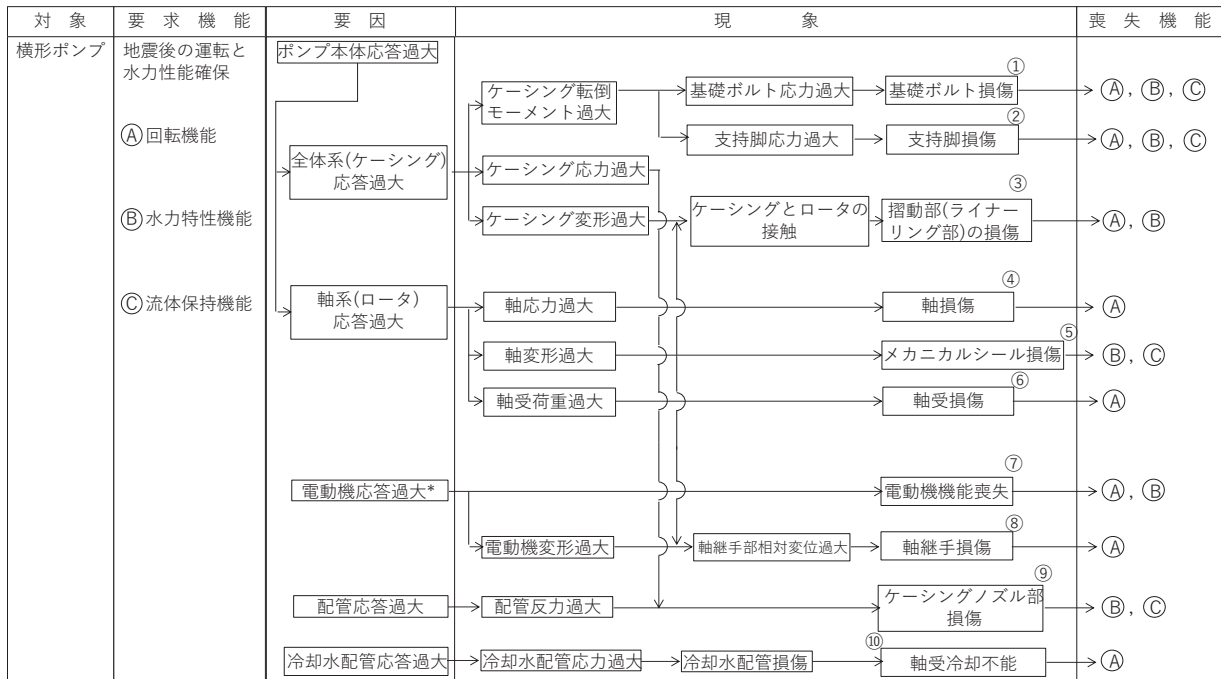 対象 要求機能 要因 現象 喪失機能
横形ポンプ
地震後の運転と
水力性能確保
Ⓐ回転機能
Ⓑ水力特性機能
Ⓒ流体保持機能
ポンプ本体応答過大
全体系(ケーシング)
応答過大
ケーシング転倒
モーメント過大
基礎ボルト応力過大
①
基礎ボルト損傷
Ⓐ, Ⓑ, Ⓒ
支持脚応力過大
②
支持脚損傷
Ⓐ, Ⓑ, Ⓒ
ケーシング応力過大
ケーシング変形過大
ケーシングとロータの
接触
③
摺動部(ライナー
リング部)の損傷
Ⓐ, Ⓑ
軸系(ロータ)
応答過大
軸応力過大
④
軸損傷
Ⓐ
軸変形過大
⑤
メカニカルシール損傷
Ⓑ, Ⓒ
軸受荷重過大
⑥
軸受損傷
Ⓐ
電動機応答過大*
⑦
電動機機能喪失
Ⓐ, Ⓑ
電動機変形過大
軸継手部相対変位過大
⑧
軸継手損傷
Ⓐ
配管応答過大
配管反力過大
⑨
ケーシングノズル部
損傷
Ⓑ, Ⓒ
冷却水配管応答過大
冷却水配管応力過大
冷却水配管損傷
⑩
軸受冷却不能
Ⓐ